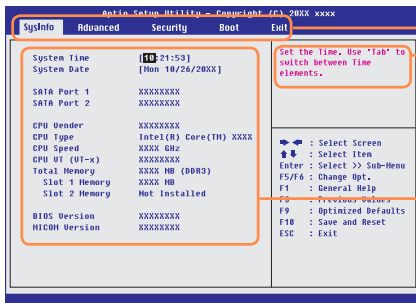 Aptio Setup Utility - Copyright (C) 20XX xxxx
SysInfo Advanced Security Boot Exit
System Time [10:21:53]
System Date [Mon 10/26/20XX]
SATA Port 1 XXXXXXXX
SATA Port 2 XXXXXXXX
CPU Vender XXXXXXXX
CPU Type Intel(R) Core(TM) XXXX
CPU Speed XXXX GHz
CPU VT (VT-x) XXXXXXXX
Total Memory XXXX MB (DDR3)
Slot 1 Memory XXXX MB
Slot 2 Memory Not Installed
BIOS Version XXXXXXXX
MICOM Version XXXXXXXX
Set the Time. Use "Tab" to
switch between Time
elements.
: Select Screen
: Select Item
Enter : Select >> Sub-Menu
F5/F6 : Change Opt.
F1 : General Help
F3 : Previous Values
F9 : Optimized Defaults
F10 : Save and Reset
ESC : Exit